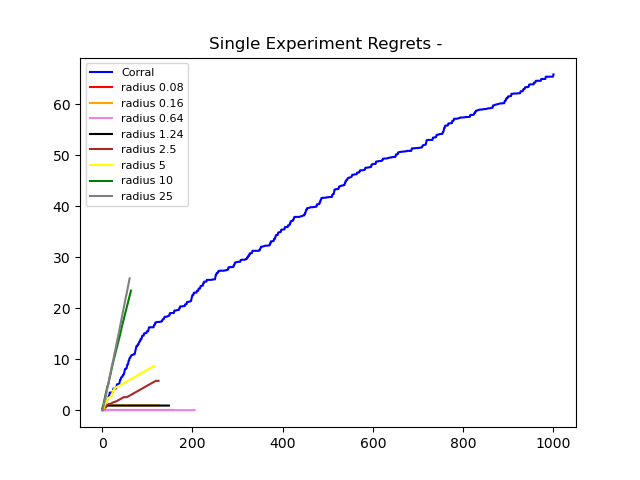 Single Experiment Regrets -
Corral
radius 0.08
radius 0.16
radius 0.64
radius 1.24
radius 2.5
radius 5
radius 10
radius 25
60
50
40
30
20
10
0
0 200 400 600 800 1000